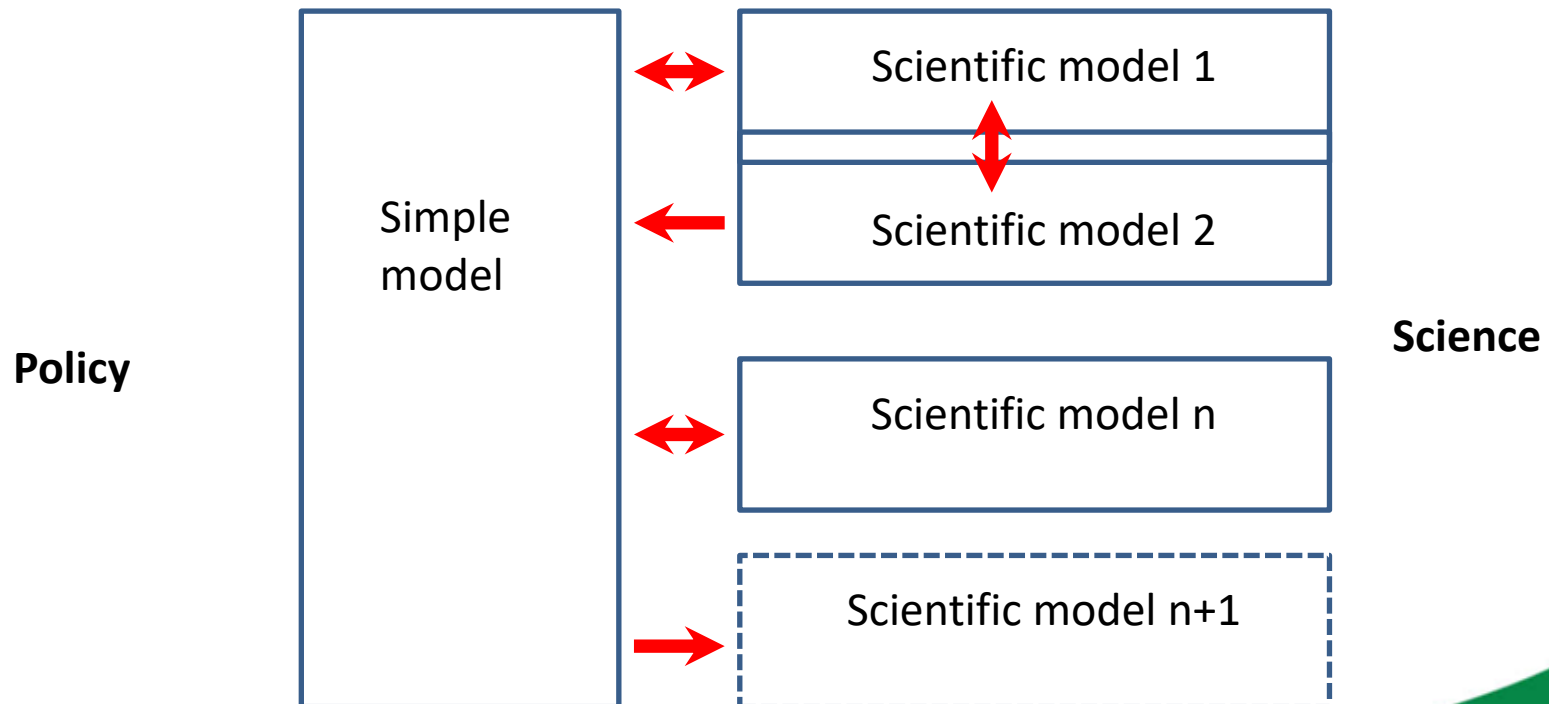 Policy
Simple
model
Scientific model 1
Scientific model 2
Scientific model n
Scientific model n+1
Science